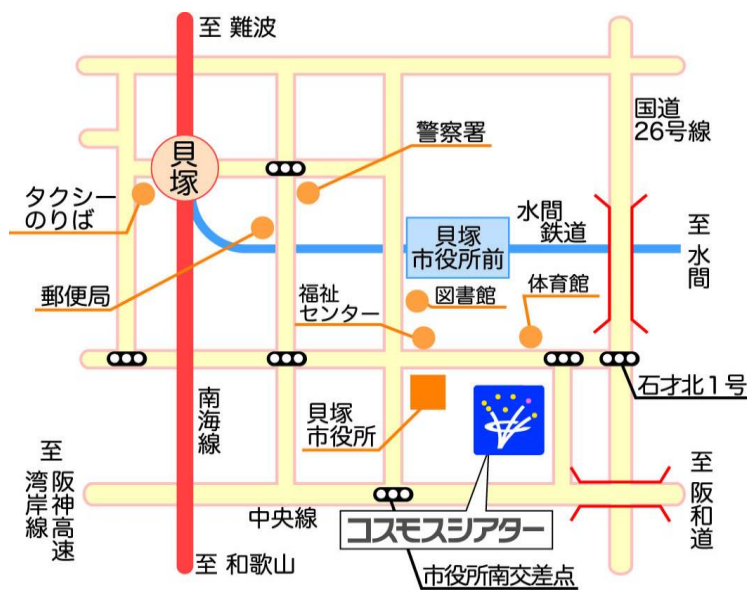 至 難波
国道
26号線
警察署
貝塚
タクシー
のりば
水間
鉄道
至 水間
貝塚
市役所前
郵便局
福祉
センター
図書館
体育館
石才北1号
南海線
貝塚
市役所
至 阪神高速
湾岸線
至 阪和道
中央線
コスモスシアター
至 和歌山
市役所南交差点